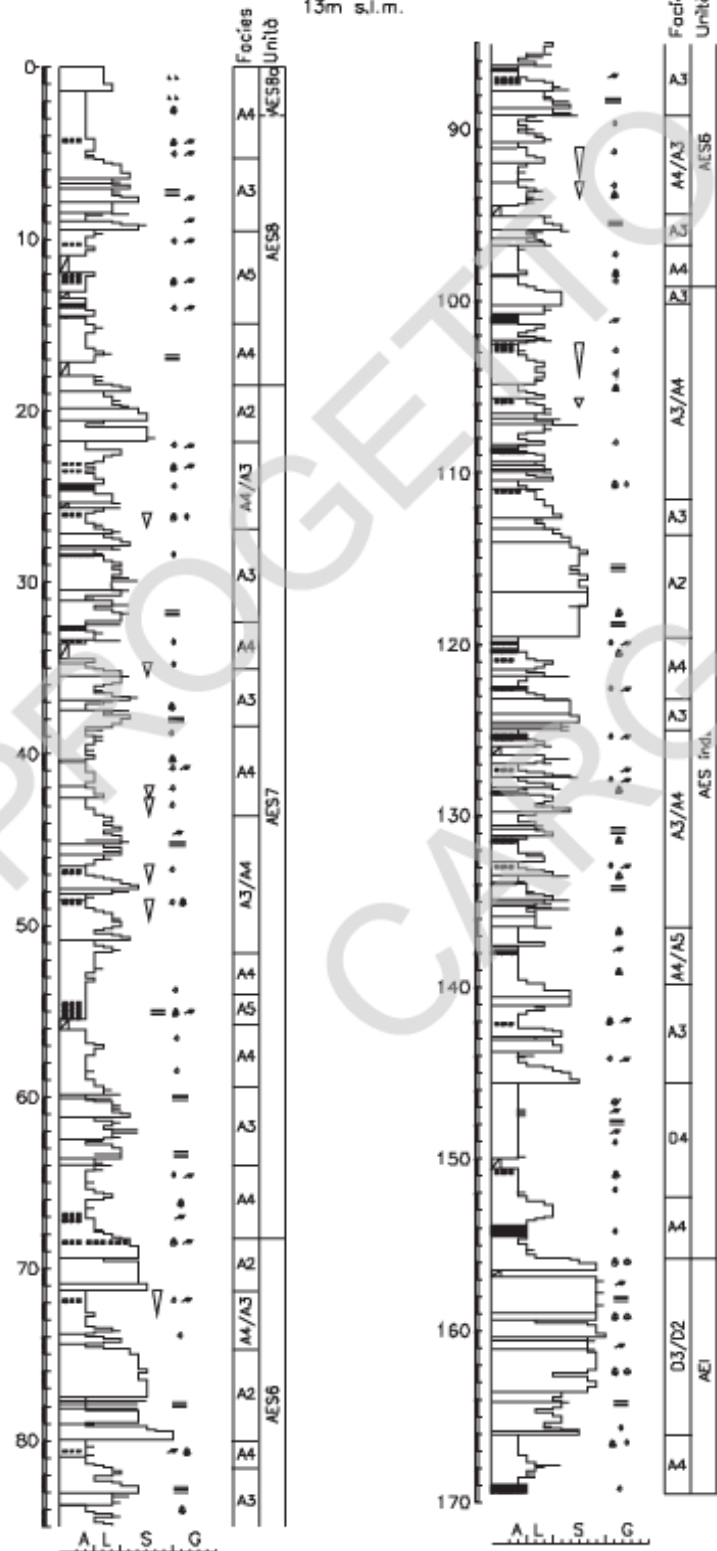 13m s.l.m.
Facies
Unità
0
10
20
30
40
50
60
70
80
A4
A3
A5
A4
A2
A4/A3
A3
A4
A3
A4
A3/A4
A4
A5
A4
A3
A4
A2
A4/A3
A2
A4
A3
AES8a
AES8
AES7
AES6
A L S G
Facies
Unità
90
100
110
120
130
140
150
160
170
A3
A4/A3
A3
A4
A3
A3/A4
A3
A2
A4
A3
A3/A4
A4/A5
A3
D4
A4
D3/D2
A4
AES6
AES ind.
AEI
A L S G
PROGETTO
CARG